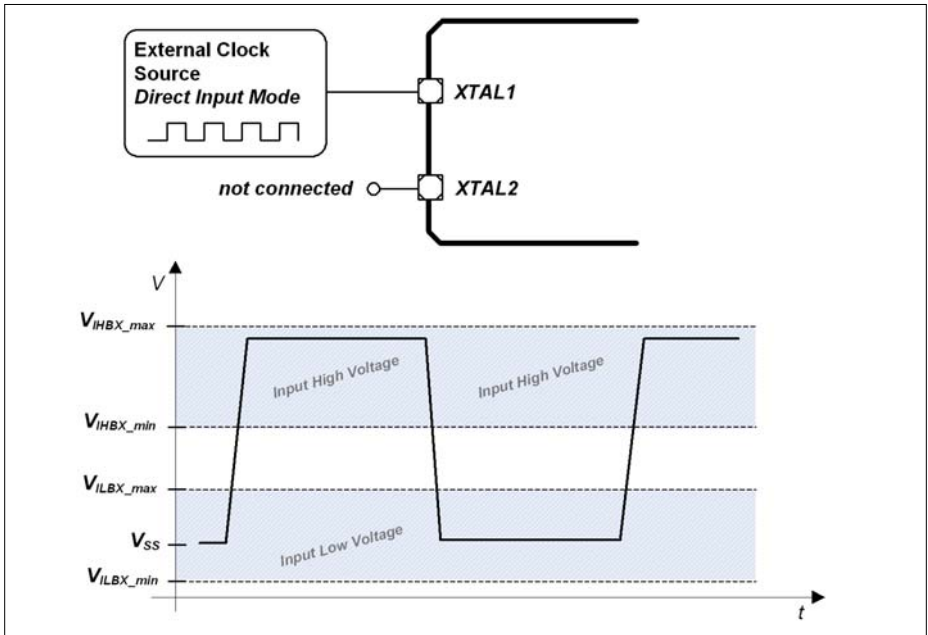 External Clock
Source
Direct Input Mode
XTAL1
not connected
XTAL2
V
VIHBX_max
Input High Voltage
Input High Voltage
VIHBX_min
VILBX_max
Input Low Voltage
VSS
VILBX_min
t